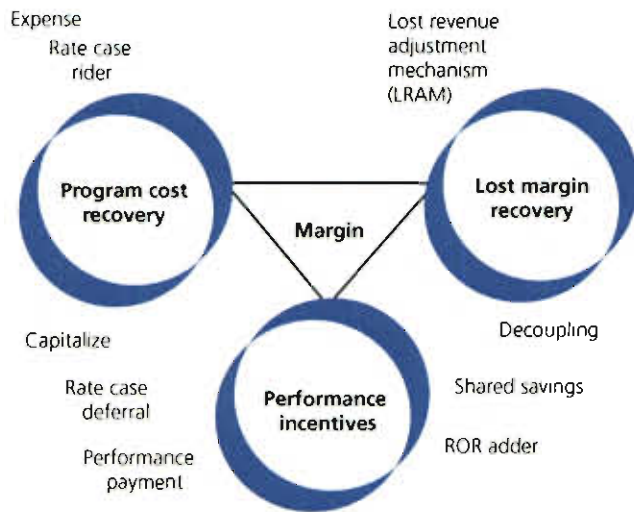 Expense
Rate case
rider
Lost revenue
adjustment
mechanism
(LRAM)
Program cost
recovery
Margin
Lost margin
recovery
Capitalize
Rate case
deferral
Performance
payment
Performance
incentives
Decoupling
Shared savings
ROR adder